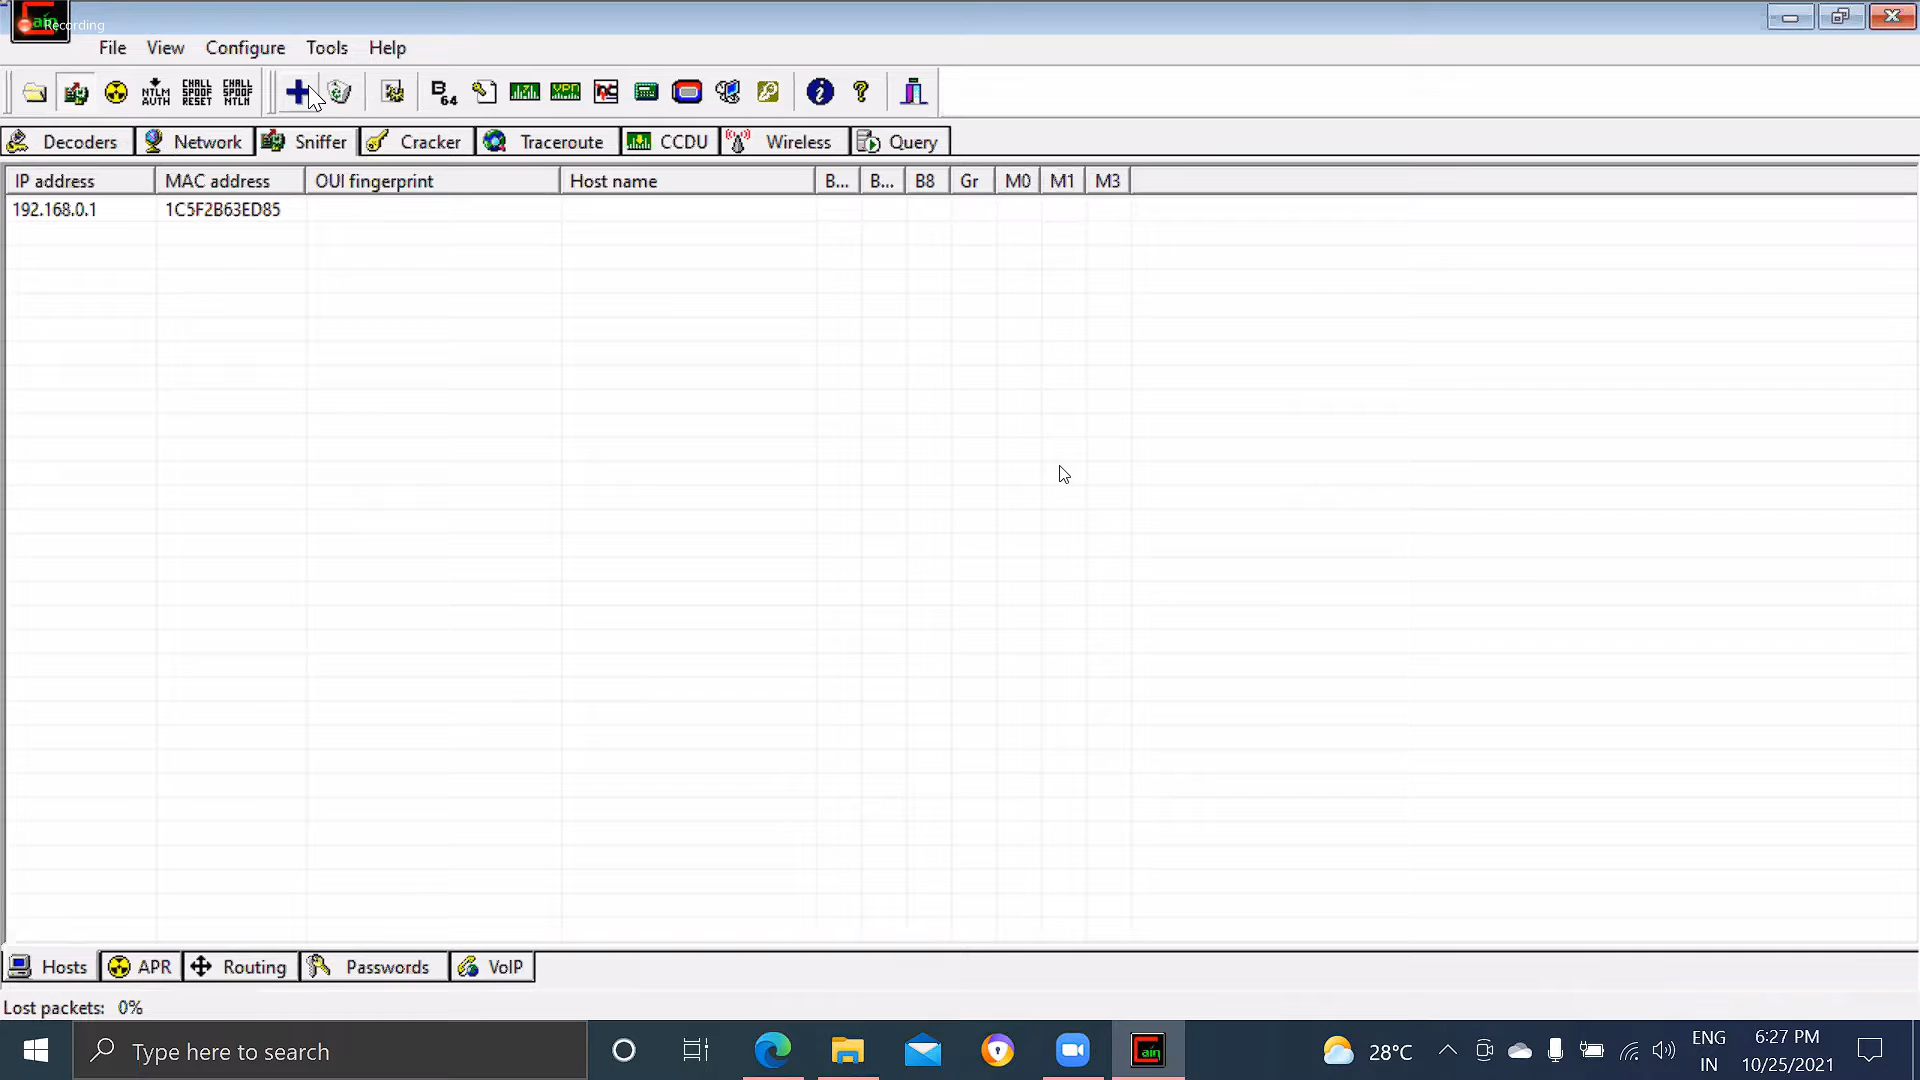 Cain
Recording
File View Configure Tools Help
NTLM AUTH
CHALL SPOOF RESET
CHALL SPOOF NTLM
B 64
VPN
Decoders Network Sniffer Cracker Traceroute CCDU Wireless Query
IP address MAC address OUI fingerprint Host name B... B... B8 Gr M0 M1 M3
192.168.0.1 1C5F2B63ED85
Hosts APR Routing Passwords VoIP
Lost packets: 0%
Type here to search
Cain
28°C
ENG
IN
6:27 PM
10/25/2021